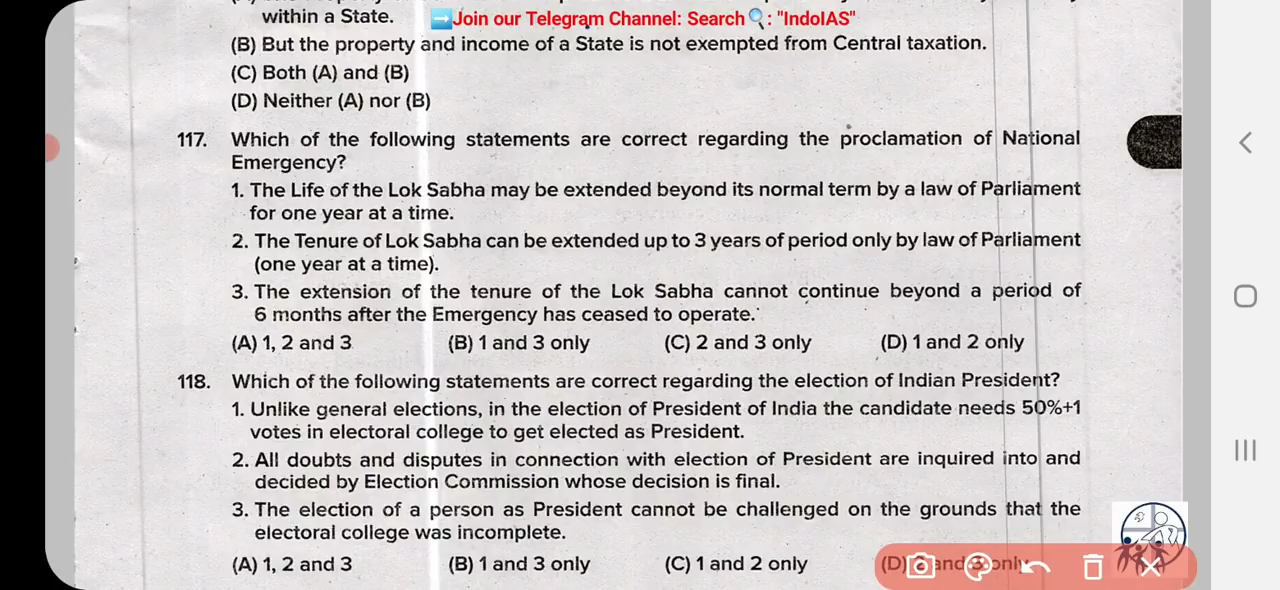 within a State.
➡Join our Telegram Channel: Search🔍: "IndoIAS"
(B) But the property and income of a State is not exempted from Central taxation.
(C) Both (A) and (B)
(D) Neither (A) nor (B)
117. Which of the following statements are correct regarding the proclamation of National
Emergency?
1. The Life of the Lok Sabha may be extended beyond its normal term by a law of Parliament
for one year at a time.
2. The Tenure of Lok Sabha can be extended up to 3 years of period only by law of Parliament
(one year at a time).
3. The extension of the tenure of the Lok Sabha cannot continue beyond a period of
6 months after the Emergency has ceased to operate.
(A) 1, 2 and 3 (B) 1 and 3 only (C) 2 and 3 only (D) 1 and 2 only
118. Which of the following statements are correct regarding the election of Indian President?
1. Unlike general elections, in the election of President of India the candidate needs 50%+1
votes in electoral college to get elected as President.
2. All doubts and disputes in connection with election of President are inquired into and
decided by Election Commission whose decision is final.
3. The election of a person as President cannot be challenged on the grounds that the
electoral college was incomplete.
(A) 1, 2 and 3 (B) 1 and 3 only (C) 1 and 2 only (D) and only